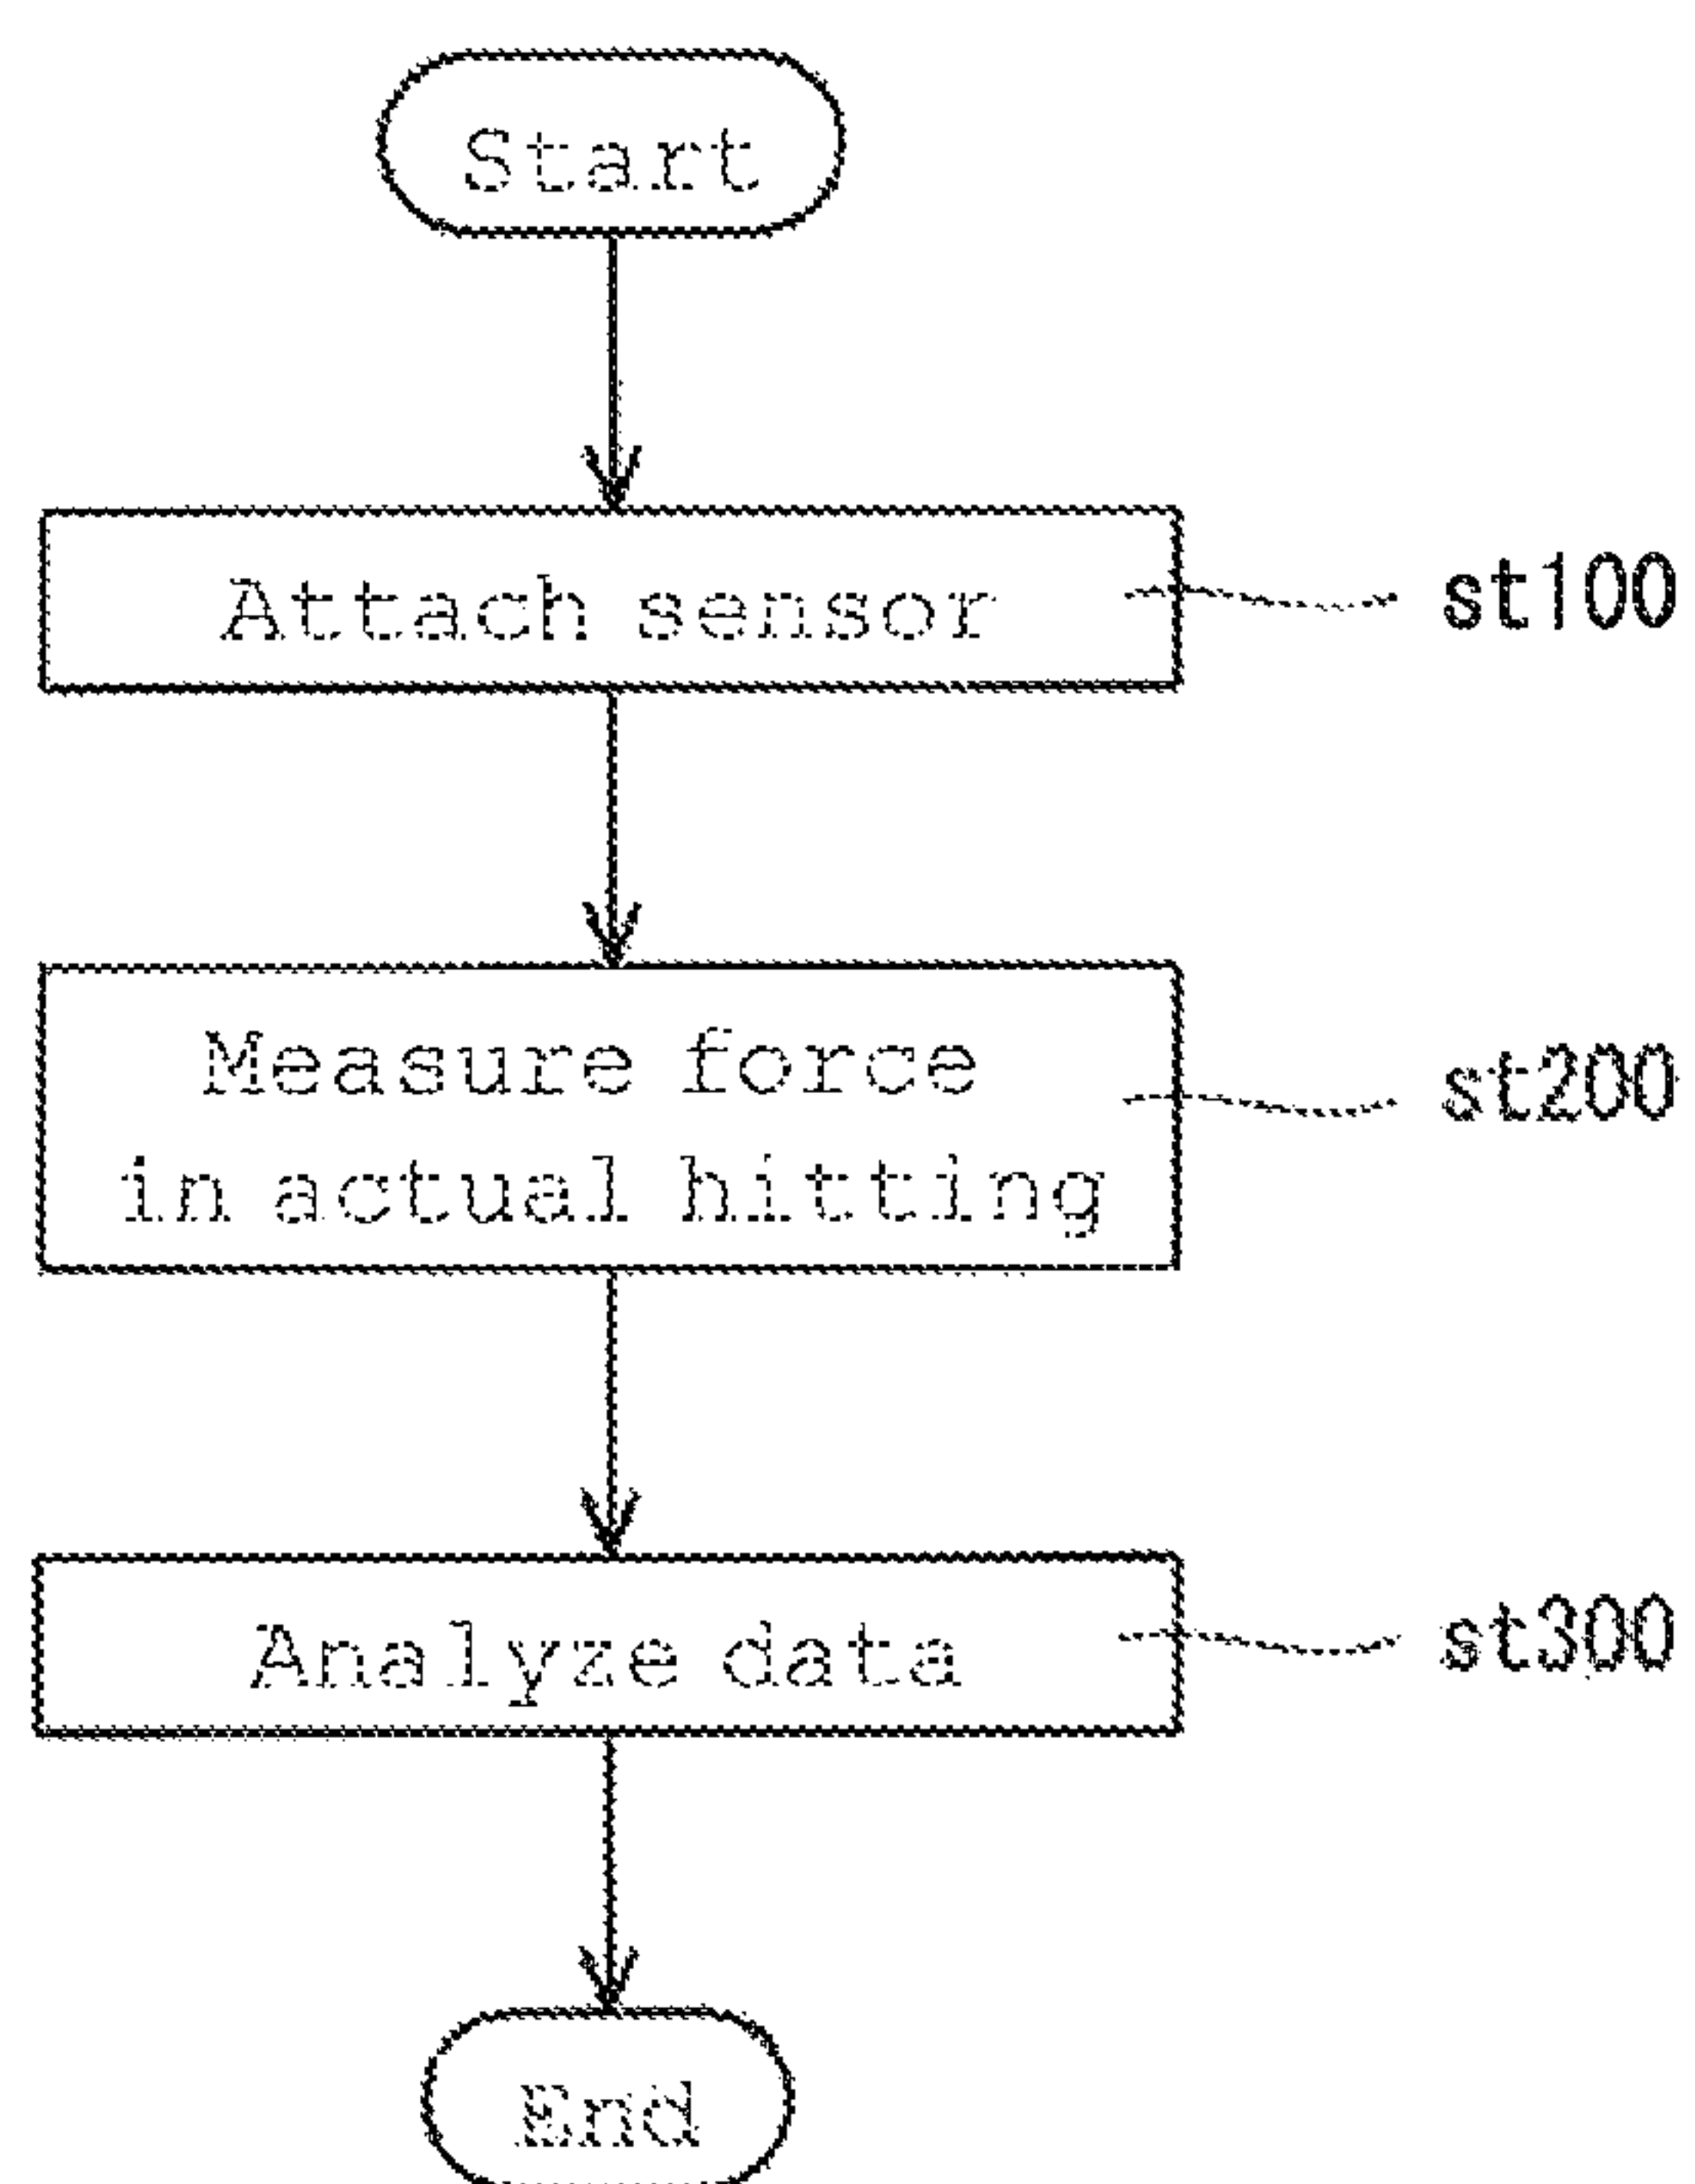 Start
Attach sensor
st100
Measure force
in actual hitting
st200
Analyze data
st300
End